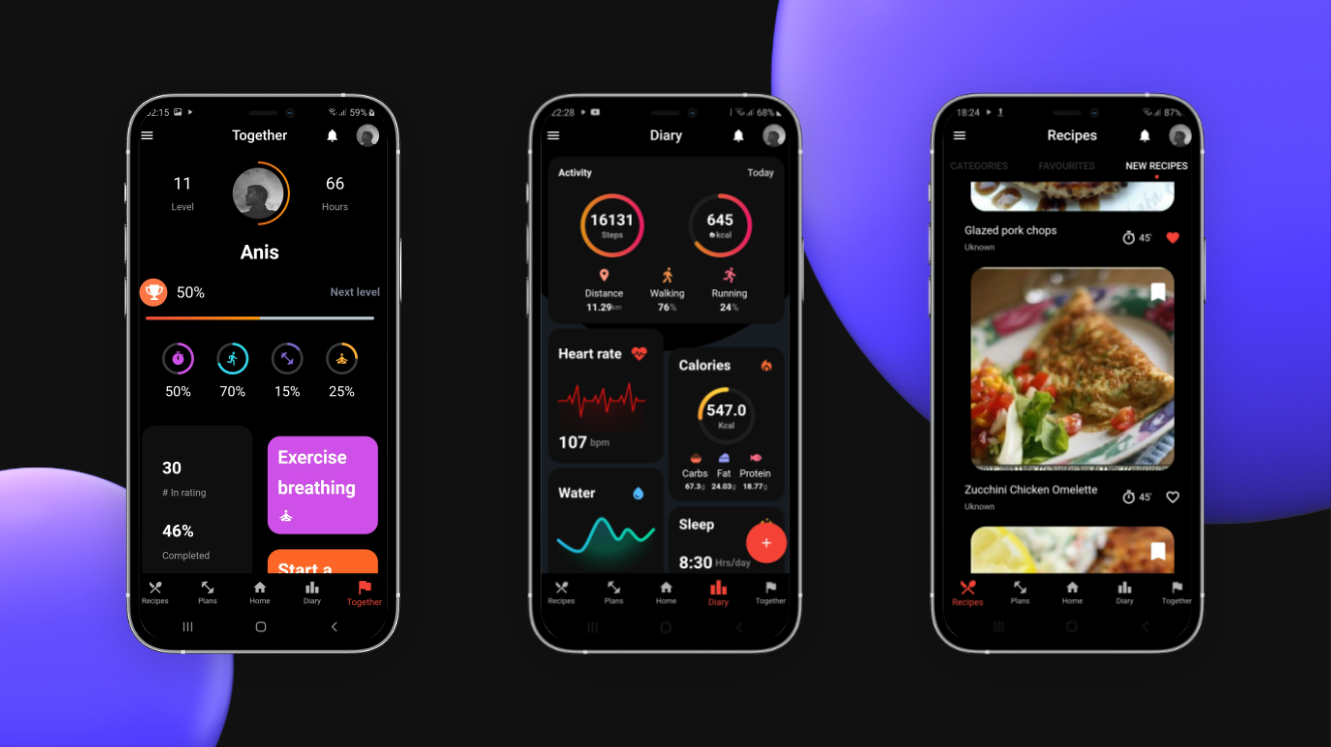 02:15
59%
Together
11
Level
66
Hours
Anis
50%
Next level
50%
70%
15%
25%
30
# In rating
46%
Completed
Exercise
breathing
Start a
Recipes
Plans
Home
Diary
Together
22:28
68%
Diary
Activity
Today
16131
Steps
645
kcal
Distance
Walking
Running
11.29km
76%
24%
Heart rate
107 bpm
Water
Calories
547.0
Kcal
Carbs
Fat
Protein
67.3g
24.03g
18.77g
Sleep
8:30 Hrs/day
+
Recipes
Plans
Home
Diary
Together
18:24
87%
Recipes
CATEGORIES
FAVOURITES
NEW RECIPES
Glazed pork chops
45'
Uknown
Zucchini Chicken Omelette
45'
Uknown
Recipes
Plans
Home
Diary
Together